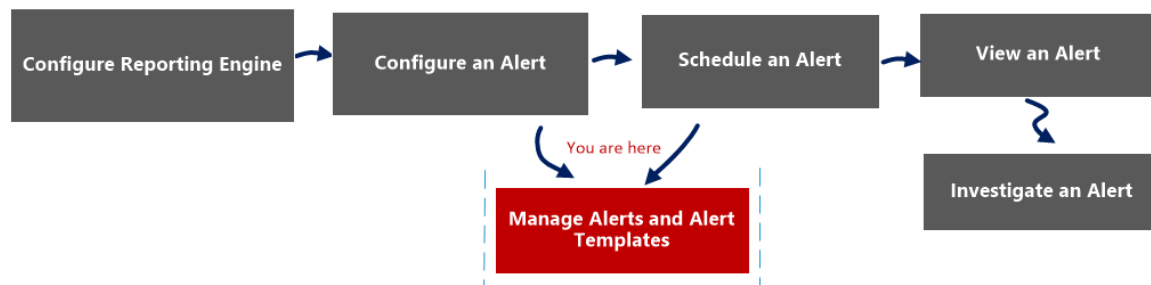 Configure Reporting Engine
Configure an Alert
Schedule an Alert
View an Alert
You are here
Manage Alerts and Alert
Templates
Investigate an Alert